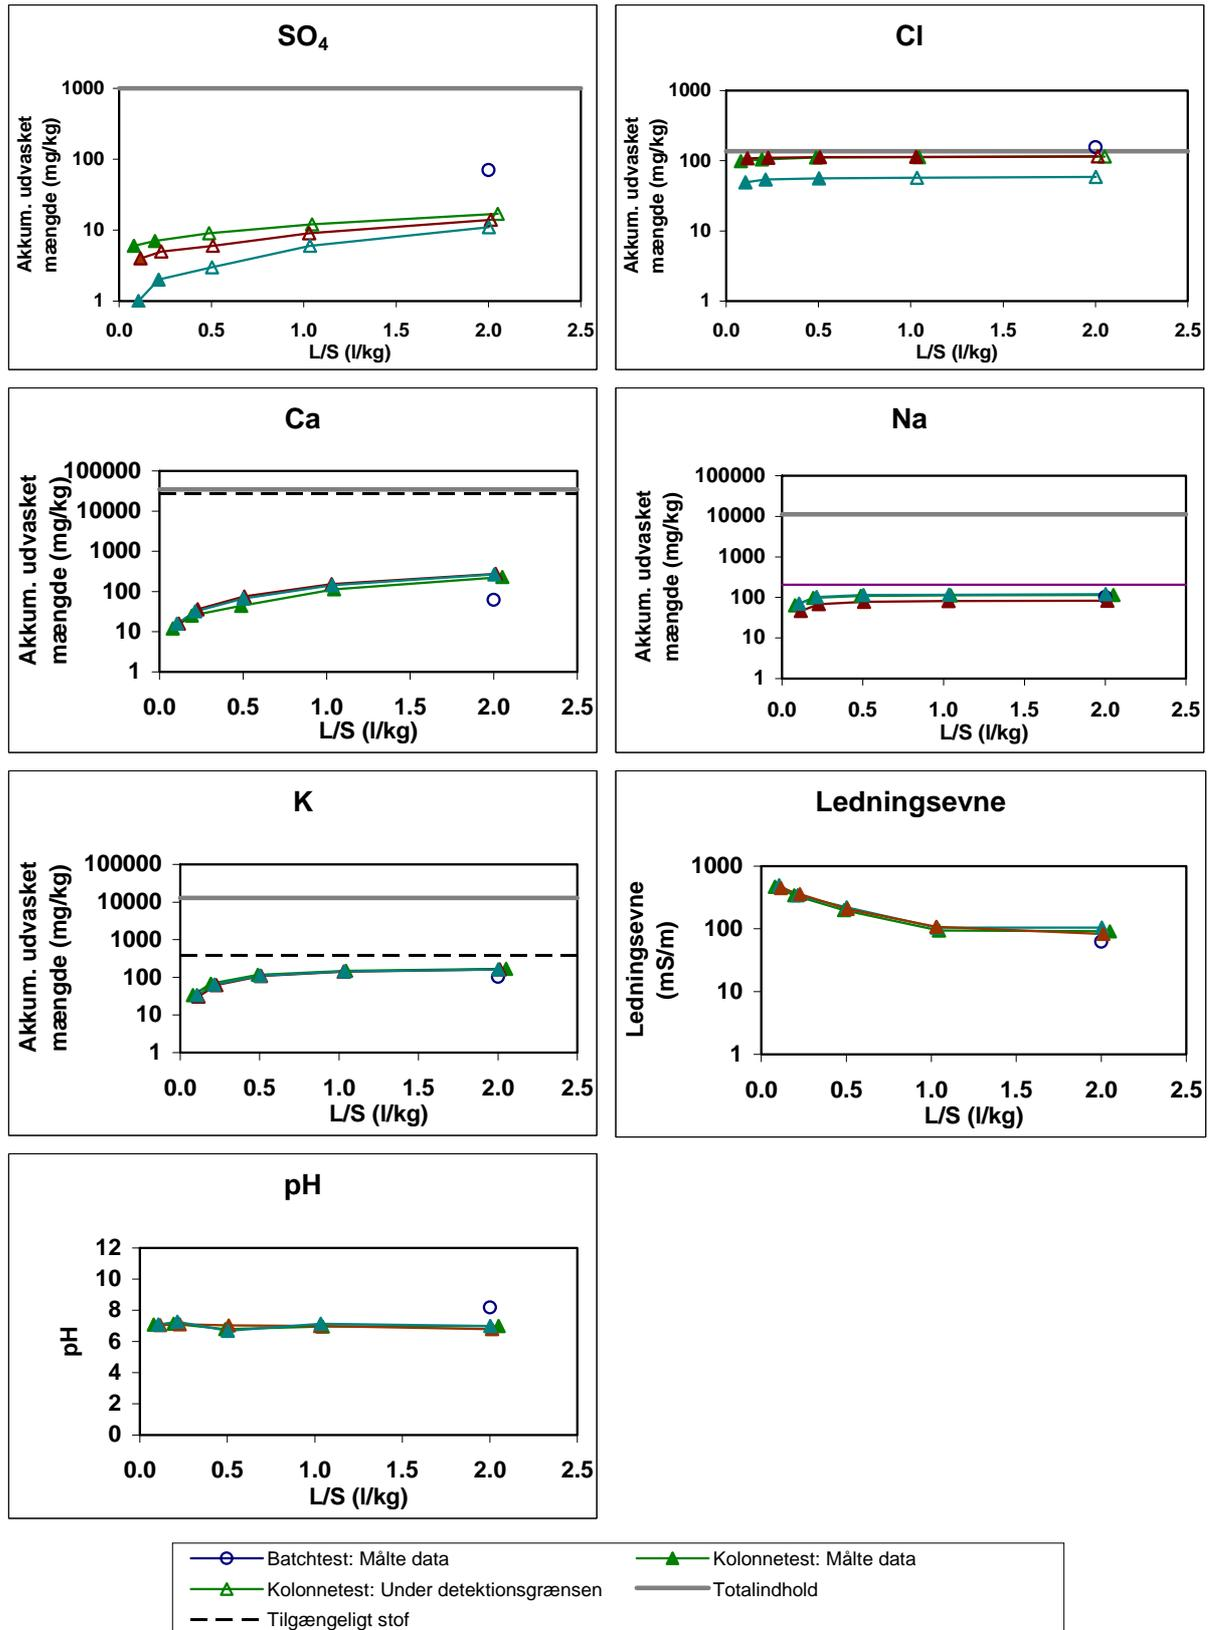 SO4
Akkum. udvasket
mængde (mg/kg)
1000
100
10
1
0.0 0.5 1.0 1.5 2.0 2.5
L/S (l/kg)
Cl
Akkum. udvasket
mængde (mg/kg)
1000
100
10
1
0.0 0.5 1.0 1.5 2.0 2.5
L/S (l/kg)
Ca
Akkum. udvasket
mængde (mg/kg)
100000
10000
1000
100
10
1
0.0 0.5 1.0 1.5 2.0 2.5
L/S (l/kg)
Na
Akkum. udvasket
mængde (mg/kg)
100000
10000
1000
100
10
1
0.0 0.5 1.0 1.5 2.0 2.5
L/S (l/kg)
K
Akkum. udvasket
mængde (mg/kg)
100000
10000
1000
100
10
1
0.0 0.5 1.0 1.5 2.0 2.5
L/S (l/kg)
Ledningsevne
Ledningsevne
(mS/m)
1000
100
10
1
0.0 0.5 1.0 1.5 2.0 2.5
L/S (l/kg)
pH
pH
12
10
8
6
4
2
0
0.0 0.5 1.0 1.5 2.0 2.5
L/S (l/kg)
Batchtest: Målte data
Kolonnetest: Målte data
Kolonnetest: Under detektionsgrænsen
Totalindhold
Tilgængeligt stof